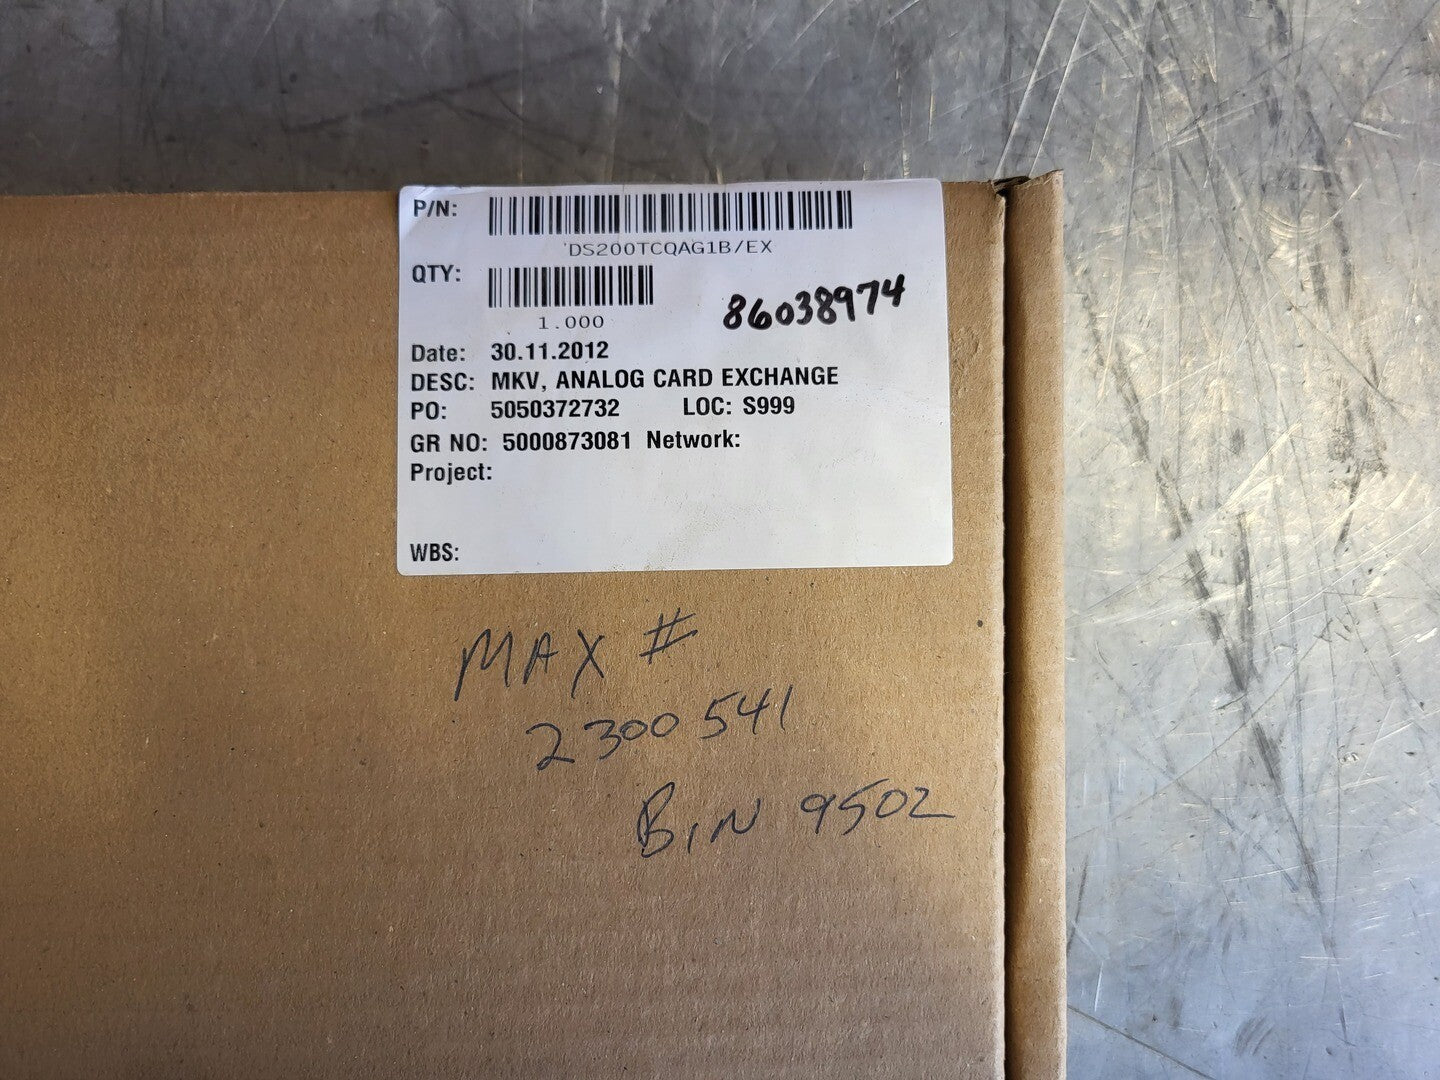 P/N:
DS200TCQAG1B/EX
QTY:
1.000
86038974
Date: 30.11.2012
DESC: MKV, ANALOG CARD EXCHANGE
PO: 5050372732 LOC: S999
GR NO: 5000873081 Network:
Project:
WBS:
MAX #
2300541
BIN 9502